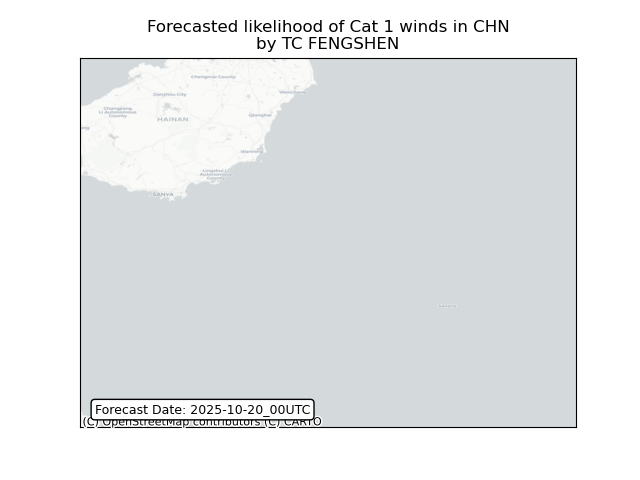 Forecasted likelihood of Cat 1 winds in CHN
by TC FENGSHEN
Chengmai County
Danzhou City
Changjiang
Li Autonomous
County
HAINAN
Qionghai
Wanning
Lingshui Li
Autonomous
County
SANYA
Forecast Date: 2025-10-20_00UTC
(C) OpenStreetMap contributors (C) CARTO